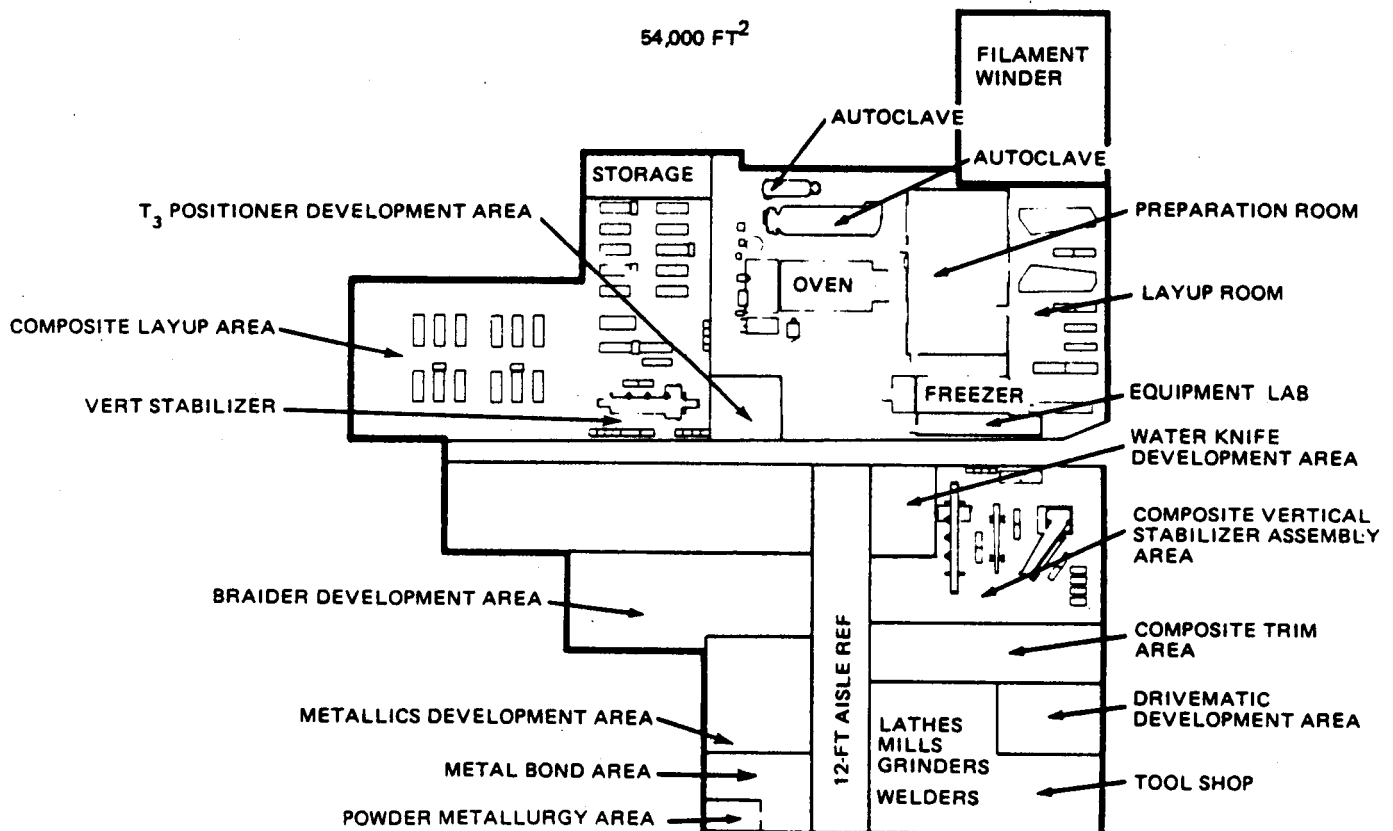 54,000 FT²
FILAMENT
WINDER
AUTOCLAVE
AUTOCLAVE
STORAGE
T₃ POSITIONER DEVELOPMENT AREA
PREPARATION ROOM
OVEN
LAYUP ROOM
COMPOSITE LAYUP AREA
FREEZER
EQUIPMENT LAB
VERT STABILIZER
WATER KNIFE
DEVELOPMENT AREA
COMPOSITE VERTICAL
STABILIZER ASSEMBLY
AREA
BRAIDER DEVELOPMENT AREA
12-FT AISLE REF
COMPOSITE TRIM
AREA
METALLICS DEVELOPMENT AREA
LATHES
MILLS
GRINDERS
WELDERS
DRIVEMATIC
DEVELOPMENT AREA
METAL BOND AREA
TOOL SHOP
POWDER METALLURGY AREA